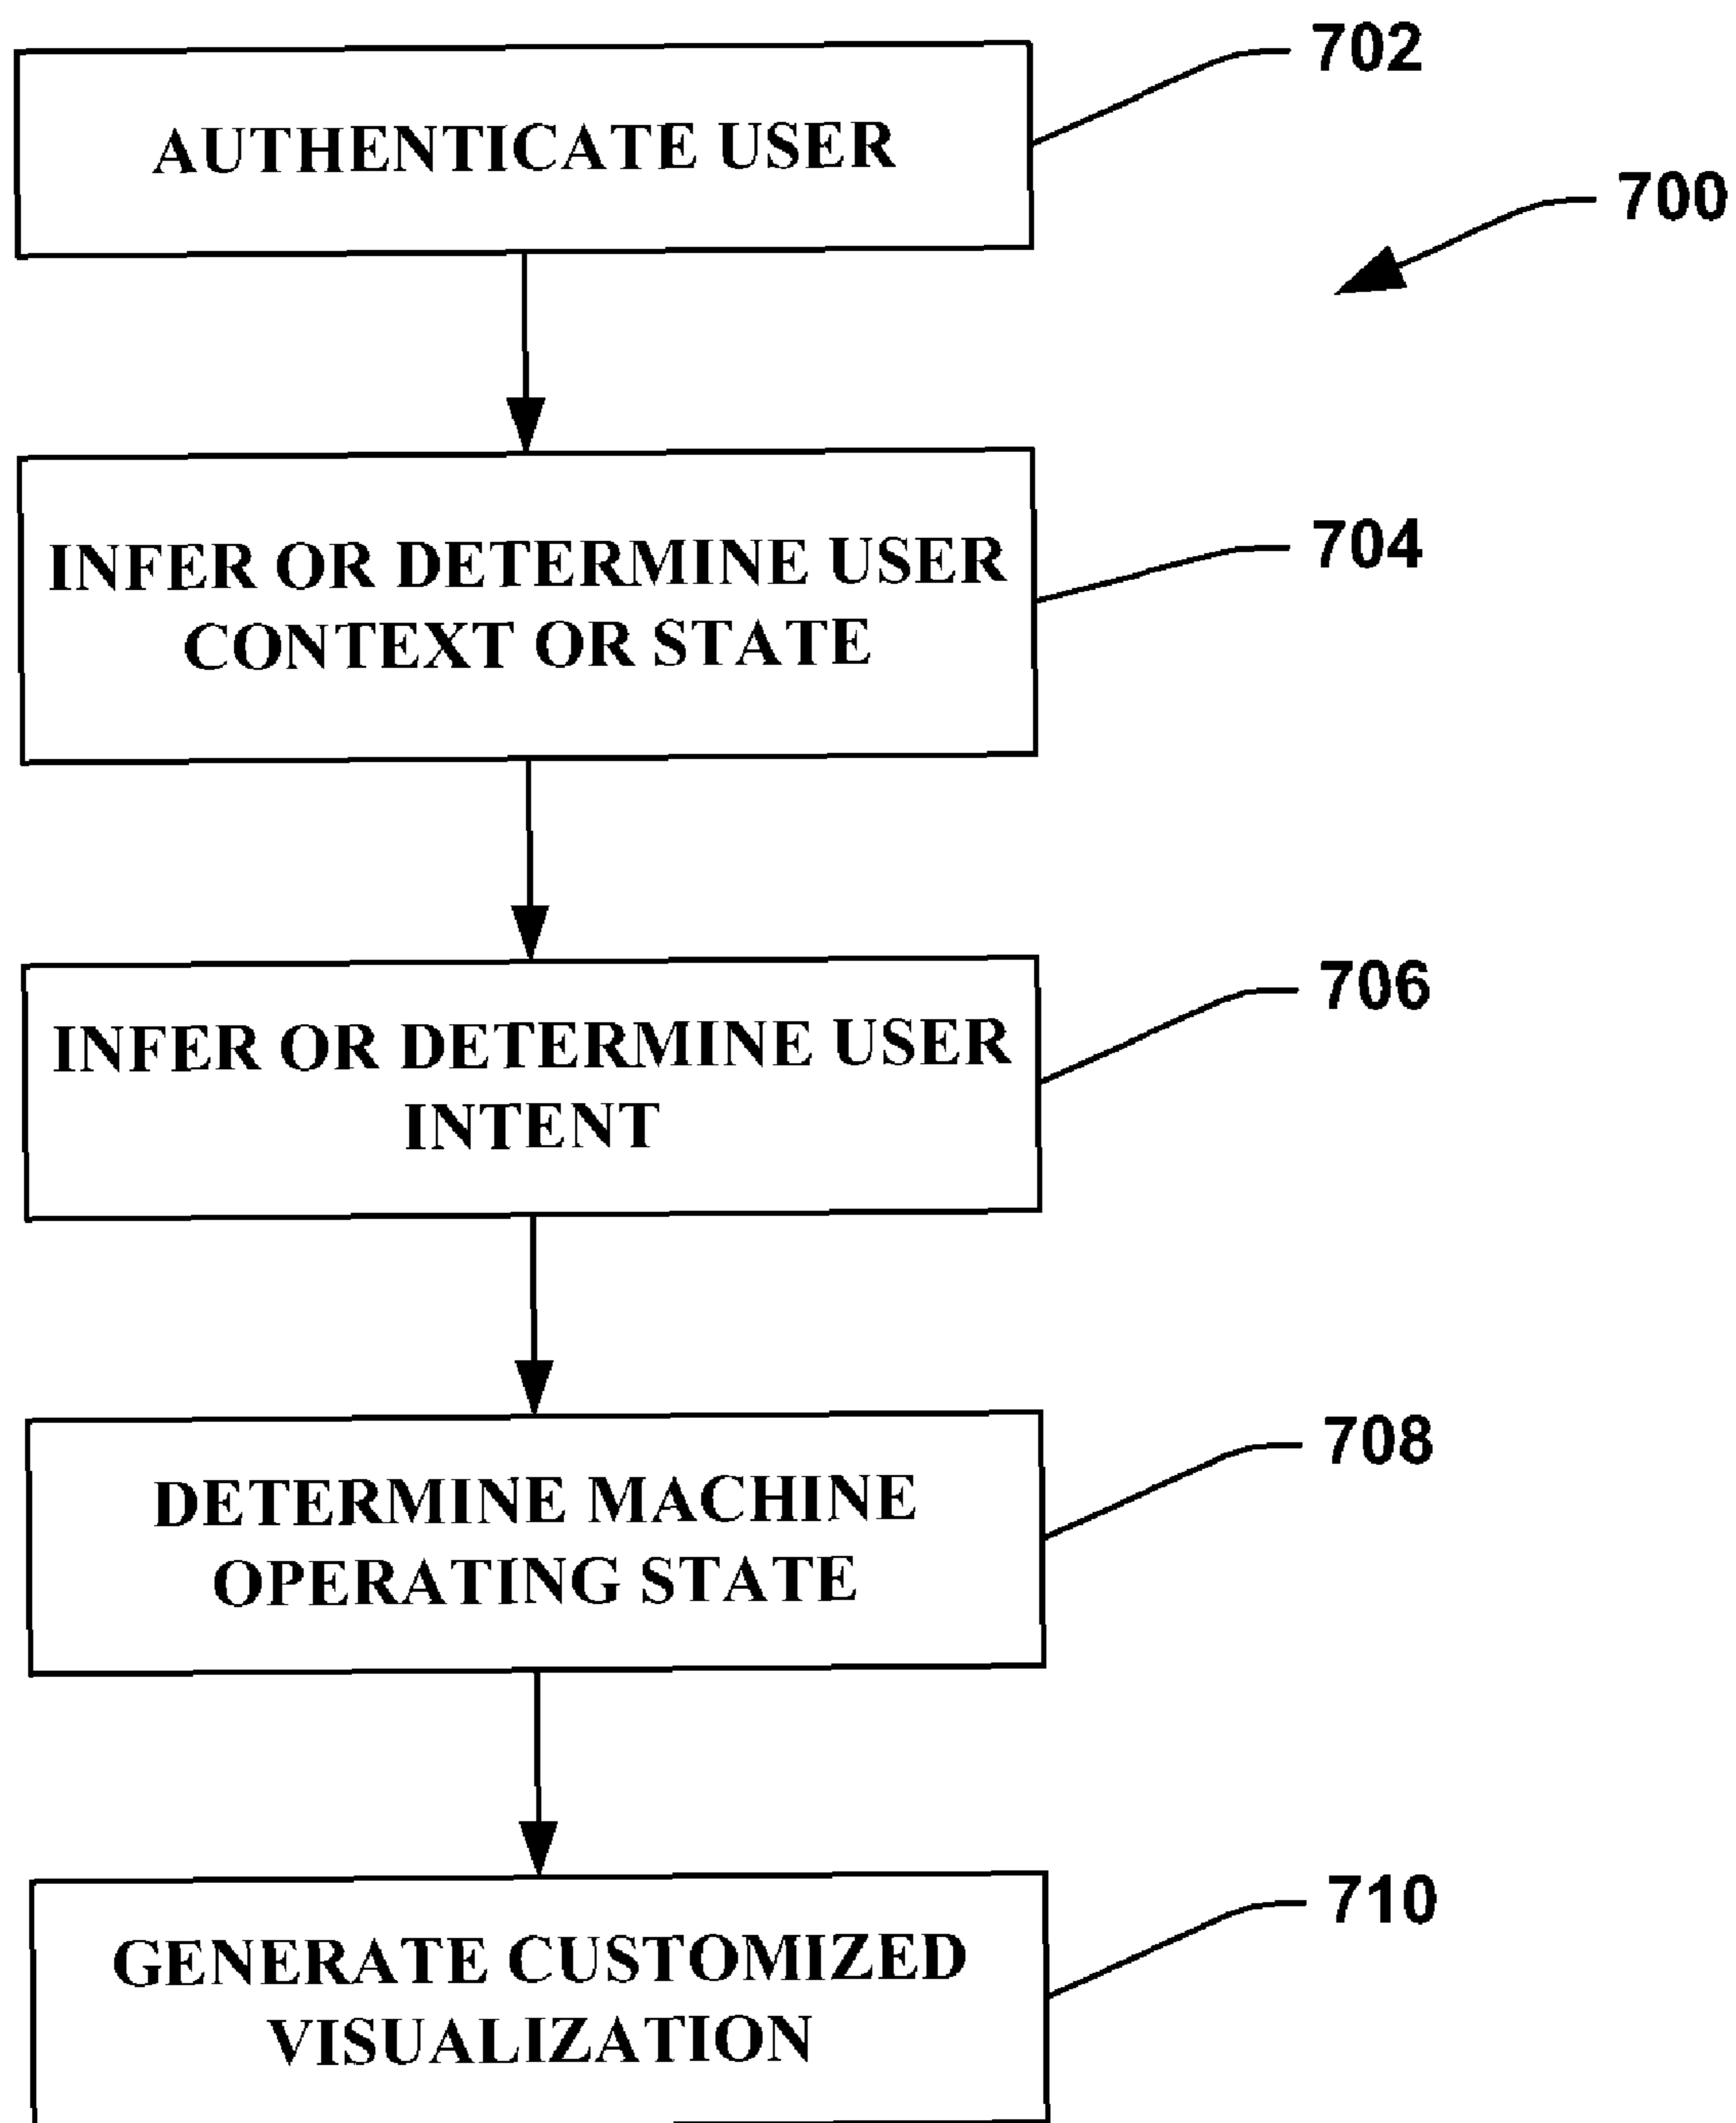 702
AUTHENTICATE USER
700
INFER OR DETERMINE USER
CONTEXT OR STATE
704
INFER OR DETERMINE USER
INTENT
706
DETERMINE MACHINE
OPERATING STATE
708
GENERATE CUSTOMIZED
VISUALIZATION
710